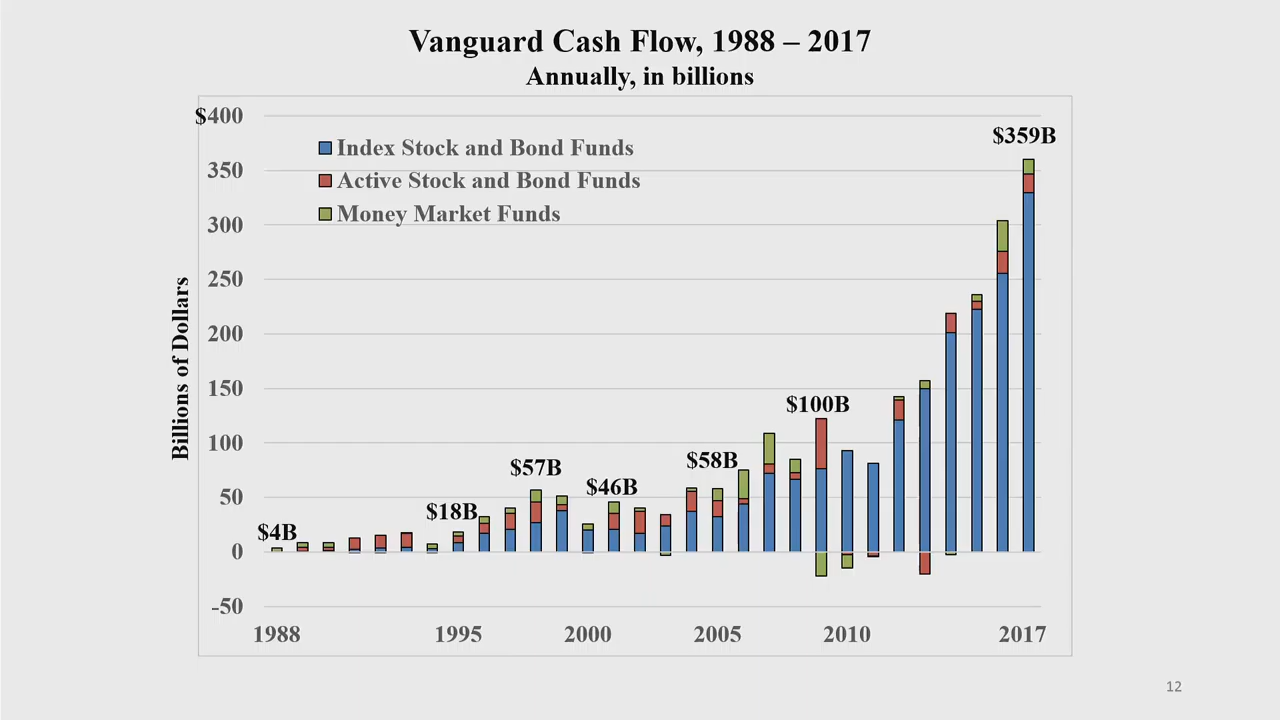 Vanguard Cash Flow, 1988 – 2017
Annually, in billions
$400
350
300
250
200
150
100
50
0
-50
Billions of Dollars
Index Stock and Bond Funds
Active Stock and Bond Funds
Money Market Funds
$4B
$18B
$57B
$46B
$58B
$100B
$359B
1988
1995
2000
2005
2010
2017
12